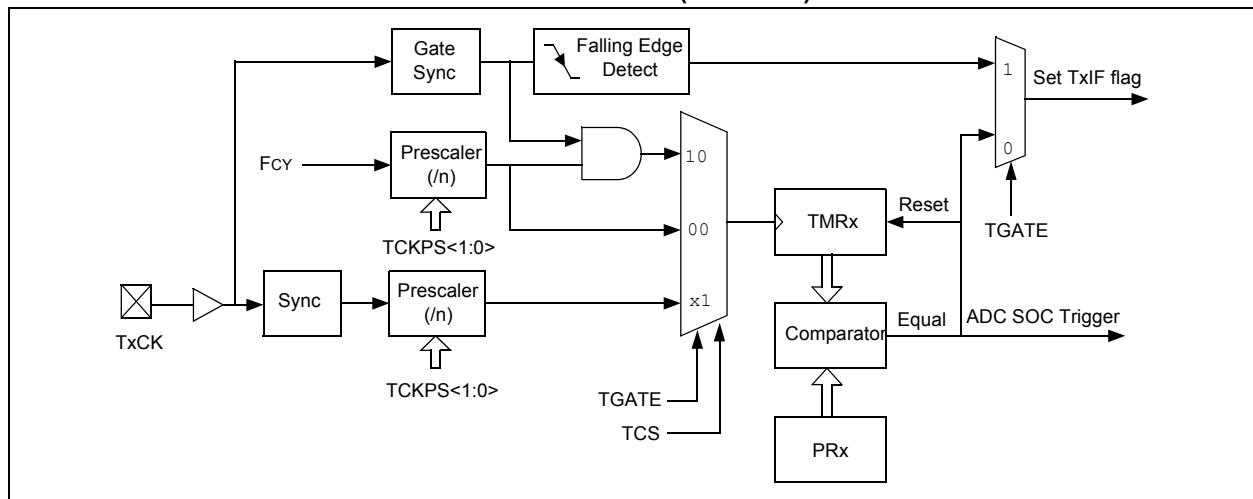 Gate
Sync
Falling Edge
Detect
1
Set TxIF flag
0
TGATE
FCY
Prescaler
(/n)
TCKPS<1:0>
10
00
x1
TMRx
Reset
TxCK
Sync
Prescaler
(/n)
TCKPS<1:0>
Comparator
Equal
ADC SOC Trigger
TGATE
TCS
PRx